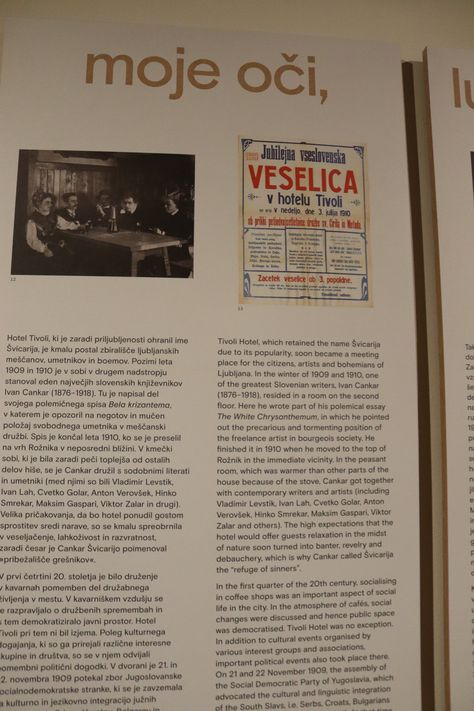 moje oči,
lu
1910
Jubilejna vseslovenska
VESELICA
v hotelu Tivoli
v nedeljo, dne 3. julija 1910
ob priliki petindvajsetletnice družbe sv. Cirila in Metoda.
Začetek veselice ob 3. popoldne.
12
13
Hotel Tivoli, ki je zaradi priljubljenosti ohranil ime
Švicarija, je kmalu postal zbirališče ljubljanskih
meščanov, umetnikov in boemov. Pozimi leta
1909 in 1910 je v sobi v drugem nadstropju
stanoval eden največjih slovenskih književnikov
Ivan Cankar (1876–1918). Tu je napisal del
svojega polemičnega spisa Bela krizantema,
v katerem je opozoril na negotov in mučen
položaj svobodnega umetnika v meščanski
družbi. Spis je končal leta 1910, ko se je preselil
na vrh Rožnika v neposredni bližini. V kmečki
sobi, ki je bila zaradi peči toplejša od ostalih
delov hiše, se je Cankar družil s sodobnimi literati
in umetniki (med njimi so bili Vladimir Levstik,
Ivan Lah, Cvetko Golar, Anton Verovšek, Hinko
Smrekar, Maksim Gaspari, Viktor Zalar in drugi).
Velika pričakovanja, da bo hotel ponudil gostom
sprostitev sredi narave, so se kmalu spreobrnila
v veseljačenje, lahkoživost in razvratnost,
zaradi česar je Cankar Švicarijo poimenoval
»pribežališče grešnikov«.
V prvi četrtini 20. stoletja je bilo druženje
v kavarnah pomemben del družabnega
življenja v mestu. V kavarniškem vzdušju se
je razpravljalo o družbenih spremembah in
s tem demokratiziralo javni prostor. Hotel
Tivoli pri tem ni bil izjema. Poleg kulturnega
dogajanja, ki so ga prirejali različne interesne
skupine in društva, so se v njem odvijali
pomembni politični dogodki. V dvorani je 21. in
22. novembra 1909 potekal zbor Jugoslovanske
socialnodemokratske stranke, ki se je zavzemala
za kulturno in jezikovno integracijo južnih
Tivoli Hotel, which retained the name Švicarija
due to its popularity, soon became a meeting
place for the citizens, artists and bohemians of
Ljubljana. In the winter of 1909 and 1910, one
of the greatest Slovenian writers, Ivan Cankar
(1876–1918), resided in a room on the second
floor. Here he wrote part of his polemical essay
The White Chrysanthemum, in which he pointed
out the precarious and tormenting position of
the freelance artist in bourgeois society. He
finished it in 1910 when he moved to the top of
Rožnik in the immediate vicinity. In the peasant
room, which was warmer than other parts of the
house because of the stove, Cankar got together
with contemporary writers and artists (including
Vladimir Levstik, Ivan Lah, Cvetko Golar, Anton
Verovšek, Hinko Smrekar, Maksim Gaspari, Viktor
Zalar and others). The high expectations that the
hotel would offer guests relaxation in the midst
of nature soon turned into banter, revelry and
debauchery, which is why Cankar called Švicarija
the “refuge of sinners”.
In the first quarter of the 20th century, socialising
in coffee shops was an important aspect of social
life in the city. In the atmosphere of cafés, social
changes were discussed and hence public space
was democratised. Tivoli Hotel was no exception.
In addition to cultural events organised by
various interest groups and associations,
important political events also took place there.
On 21 and 22 November 1909, the assembly of
the Social Democratic Party of Yugoslavia, which
advocated the cultural and linguistic integration
of the South Slavs, i.e. Serbs, Croats, Bulgarians